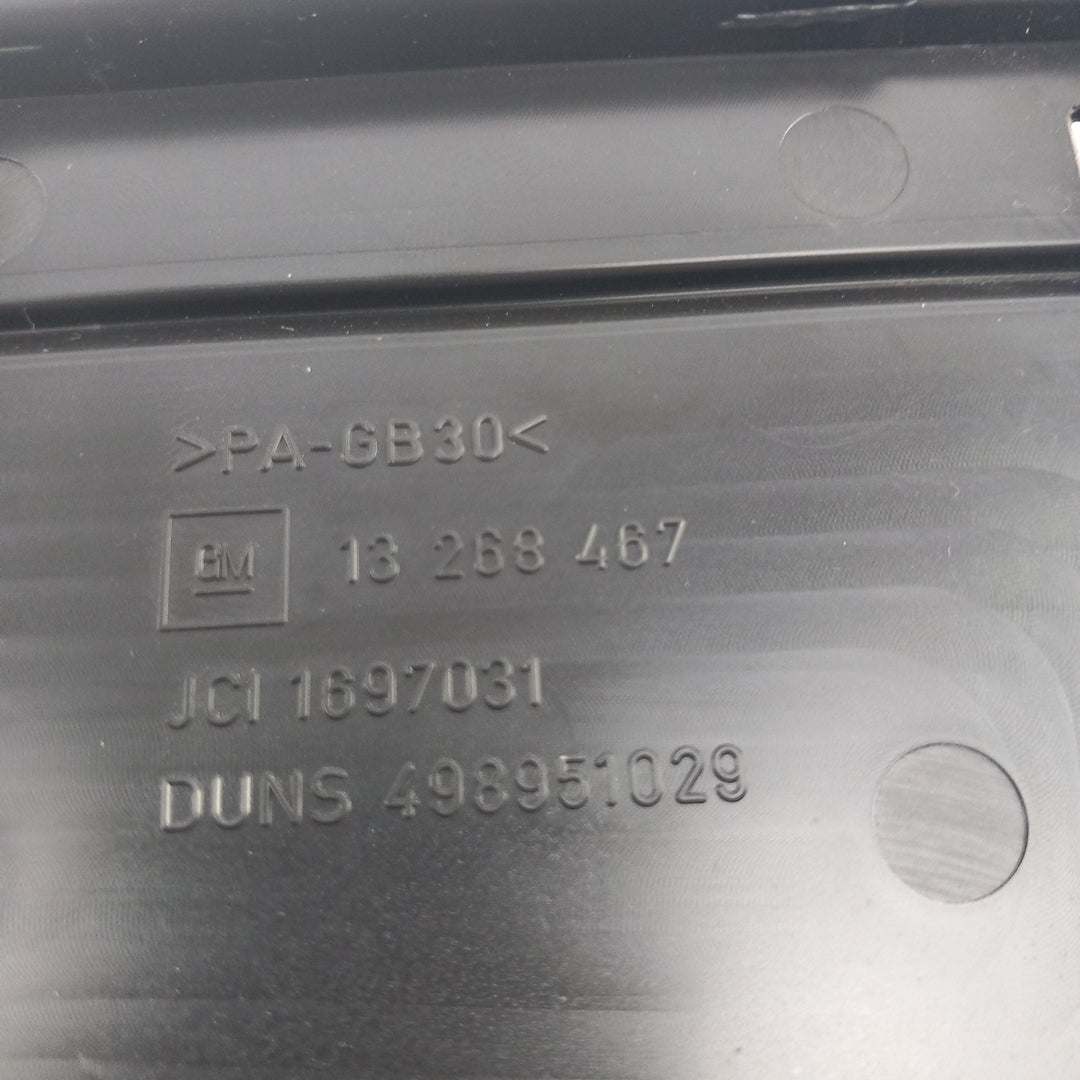 >PA-GB30<
GM 13 268 467
JCI 1697031
DUNS 498951029